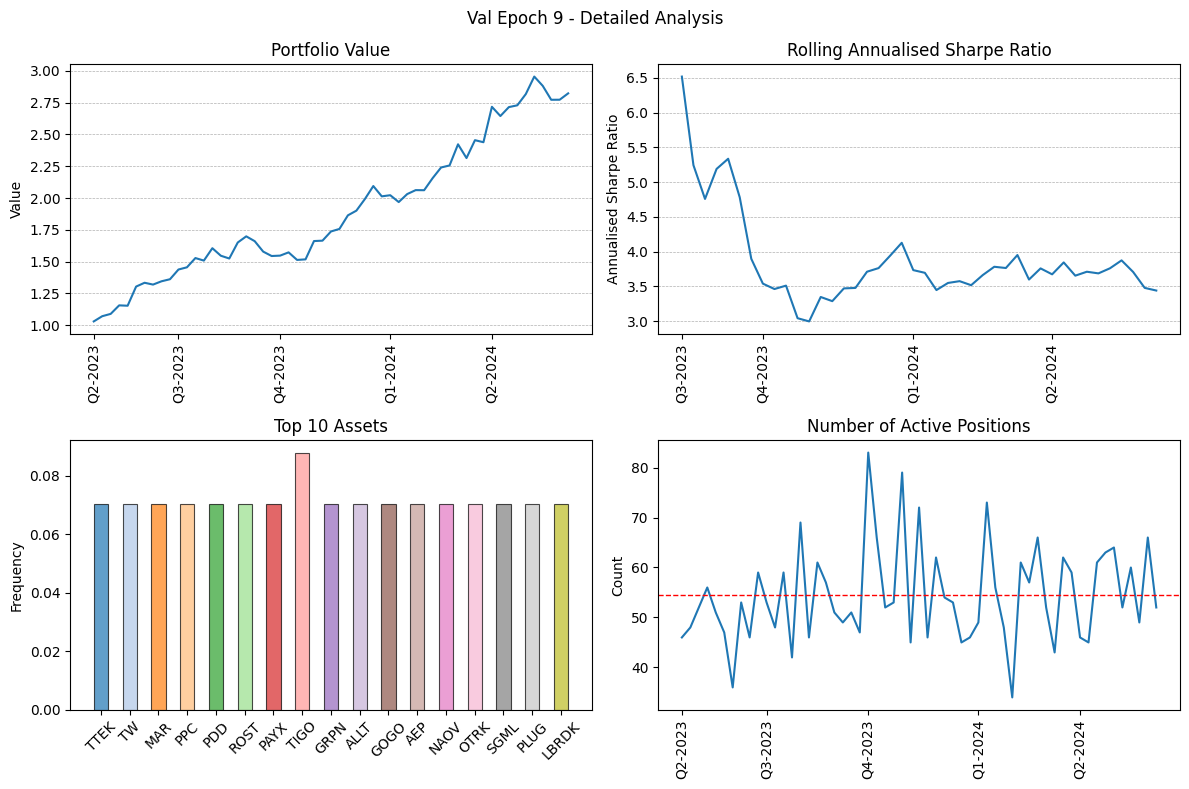 Val Epoch 9 - Detailed Analysis
Portfolio Value
3.00
2.75
2.50
2.25
2.00
1.75
1.50
1.25
1.00
Value
Q2-2023
Q3-2023
Q4-2023
Q1-2024
Q2-2024
Rolling Annualised Sharpe Ratio
6.5
6.0
5.5
5.0
4.5
4.0
3.5
3.0
Annualised Sharpe Ratio
Q3-2023
Q4-2023
Q1-2024
Q2-2024
Top 10 Assets
0.08
0.06
0.04
0.02
0.00
Frequency
TTEK
TW
MAR
PPC
PDD
ROST
PAYX
TIGO
GRPN
ALLT
GOGO
AEP
NAOV
OTRK
SGML
PLUG
LBRDK
Number of Active Positions
80
70
60
50
40
Count
Q2-2023
Q3-2023
Q4-2023
Q1-2024
Q2-2024